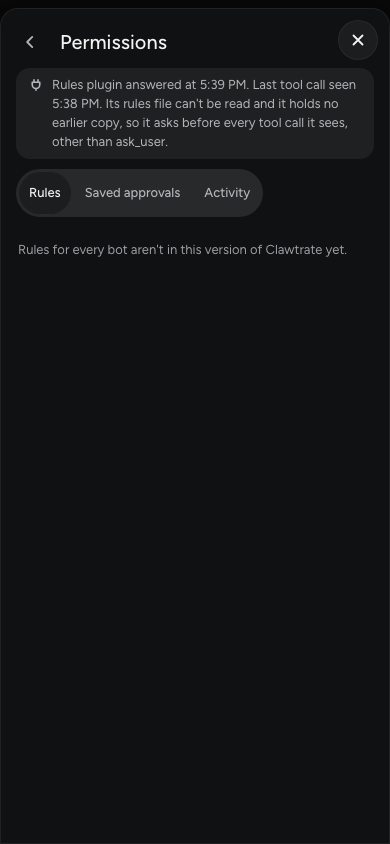 Permissions
Rules plugin answered at 5:39 PM. Last tool call seen
5:38 PM. Its rules file can't be read and it holds no
earlier copy, so it asks before every tool call it sees,
other than ask_user.
Rules Saved approvals Activity
Rules for every bot aren't in this version of Clawtrate yet.